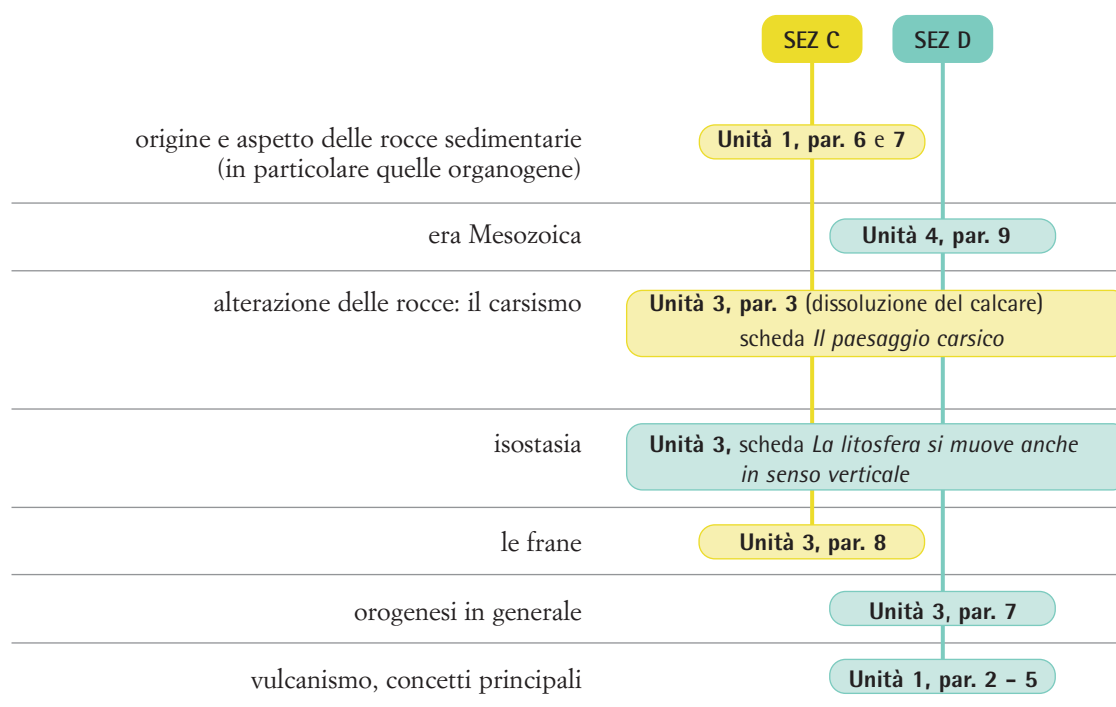 SEZ C
SEZ D
origine e aspetto delle rocce sedimentarie
(in particolare quelle organogene)
Unità 1, par. 6 e 7
era Mesozoica
Unità 4, par. 9
alterazione delle rocce: il carsismo
Unità 3, par. 3 (dissoluzione del calcare)
scheda Il paesaggio carsico
isostasia
Unità 3, scheda La litosfera si muove anche
in senso verticale
le frane
Unità 3, par. 8
orogenesi in generale
Unità 3, par. 7
vulcanismo, concetti principali
Unità 1, par. 2 – 5